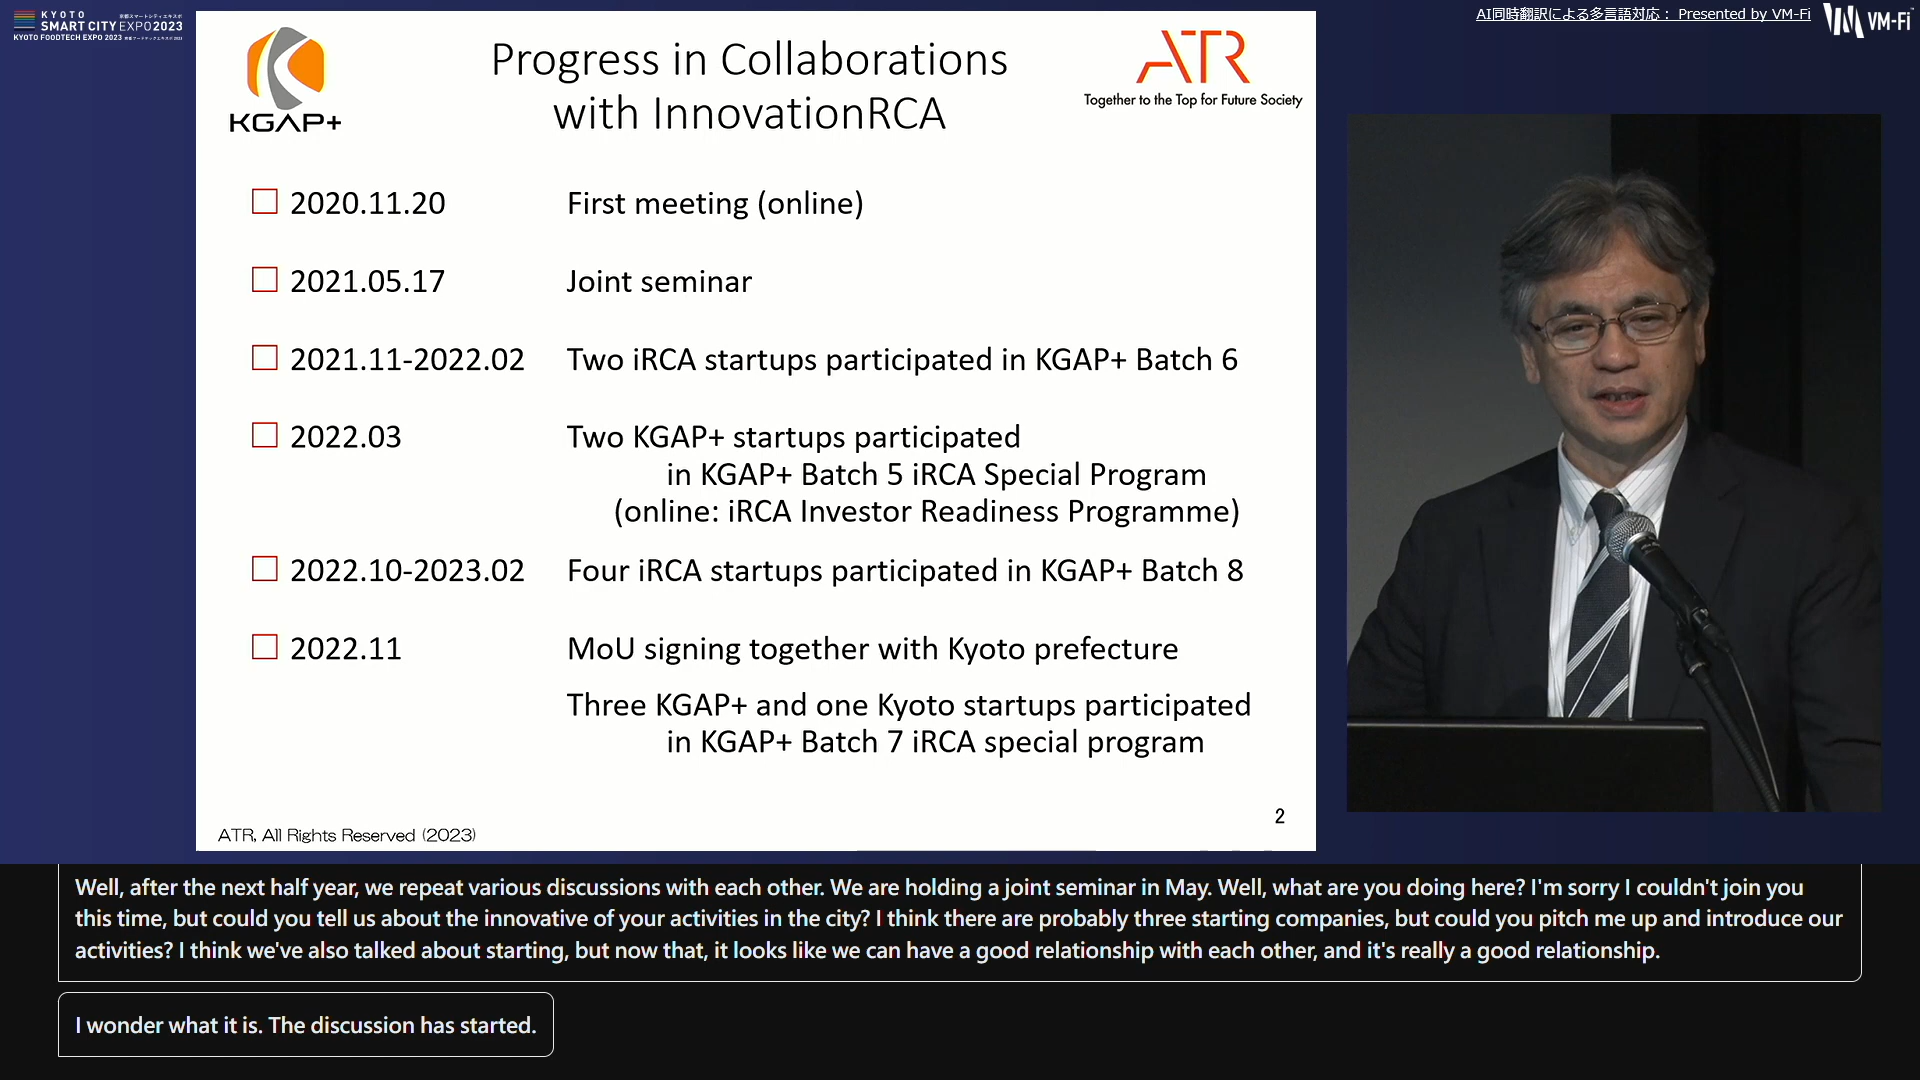 KYOTO
SMART CITY EXPO2023
KYOTO FOODTECH EXPO 2023
AI同時翻訳による多言語対応: Presented by VM-Fi
VM-Fi
KGAP+
Progress in Collaborations
with InnovationRCA
ATR
Together to the Top for Future Society
2020.11.20 First meeting (online)
2021.05.17 Joint seminar
2021.11-2022.02 Two iRCA startups participated in KGAP+ Batch 6
2022.03 Two KGAP+ startups participated
in KGAP+ Batch 5 iRCA Special Program
(online: iRCA Investor Readiness Programme)
2022.10-2023.02 Four iRCA startups participated in KGAP+ Batch 8
2022.11 MoU signing together with Kyoto prefecture
Three KGAP+ and one Kyoto startups participated
in KGAP+ Batch 7 iRCA special program
2
ATR, All Rights Reserved (2023)
Well, after the next half year, we repeat various discussions with each other. We are holding a joint seminar in May. Well, what are you doing here? I'm sorry I couldn't join you
this time, but could you tell us about the innovative of your activities in the city? I think there are probably three starting companies, but could you pitch me up and introduce our
activities? I think we've also talked about starting, but now that, it looks like we can have a good relationship with each other, and it's really a good relationship.
I wonder what it is. The discussion has started.